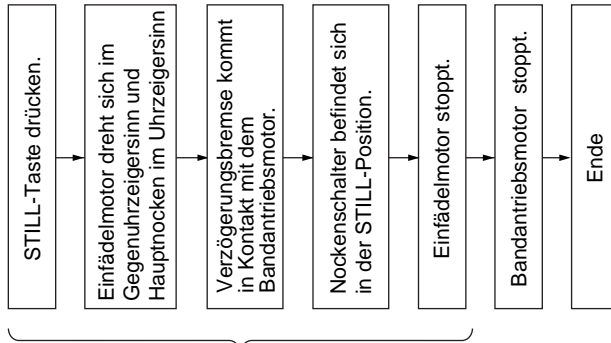 STILL-Taste drücken.
Einfädelmotor dreht sich im
Gegenuhrzeigersinn und
Hauptnocken im Uhrzeigersinn
Verzögerungsbremse kommt
in Kontakt mit dem
Bandantriebsmotor.
Nockenschalter befindet sich
in der STILL-Position.
Einfädelmotor stoppt.
Bandantriebsmotor stoppt.
Ende